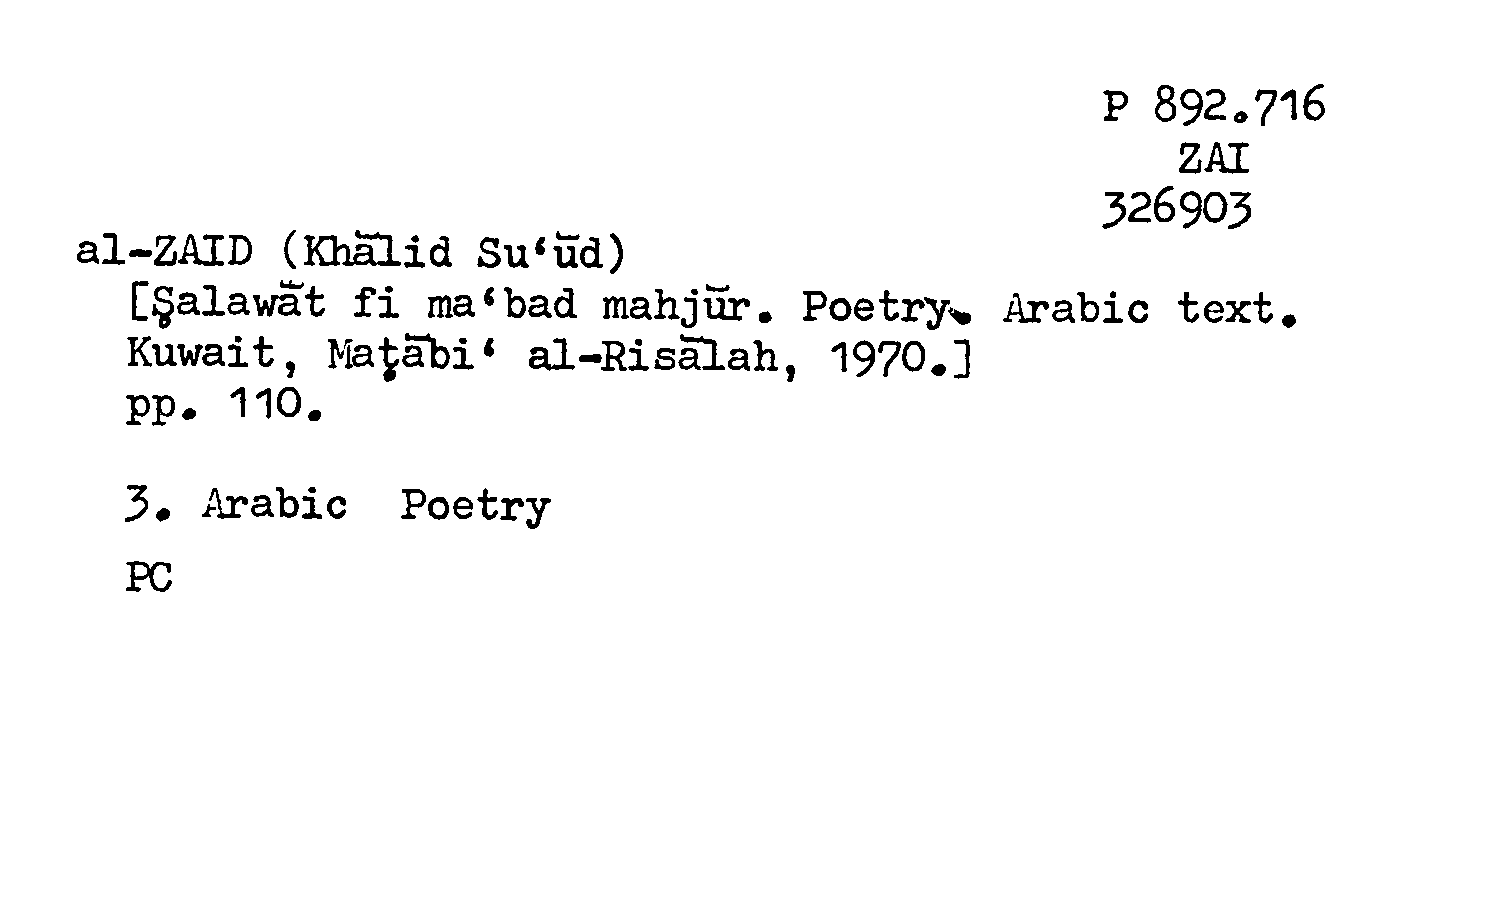 P 892.716
ZAI
326903
al-ZAID (Khālid Su‘ūd)
[Ṣalawāt fi ma‘bad mahjūr. Poetry. Arabic text.
Kuwait, Maṭābi‘ al-Risālah, 1970.]
pp. 110.
3. Arabic Poetry
PC